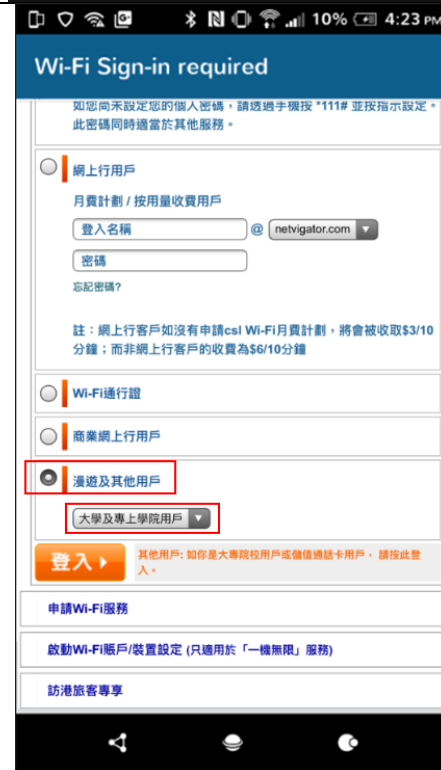 10% 4:23 PM
Wi-Fi Sign-in required
如您尚未設定您的個人密碼，請透過手機按 *111# 並按指示設定。
此密碼同時適當於其他服務。
網上行用戶
月費計劃 / 按用量收費用戶
登入名稱 @ netvigator.com
密碼
忘記密碼?
註：網上行客戶如沒有申請csl Wi-Fi月費計劃，將會被收取$3/10
分鐘；而非網上行客戶的收費為$6/10分鐘
Wi-Fi通行證
商業網上行用戶
漫遊及其他用戶
大學及專上學院用戶
登入
其他用戶: 如你是大專院校用戶或儲值通話卡用戶， 請按此登
入。
申請Wi-Fi服務
啟動Wi-Fi賬戶/裝置設定 (只適用於「一機無限」服務)
訪港旅客專享